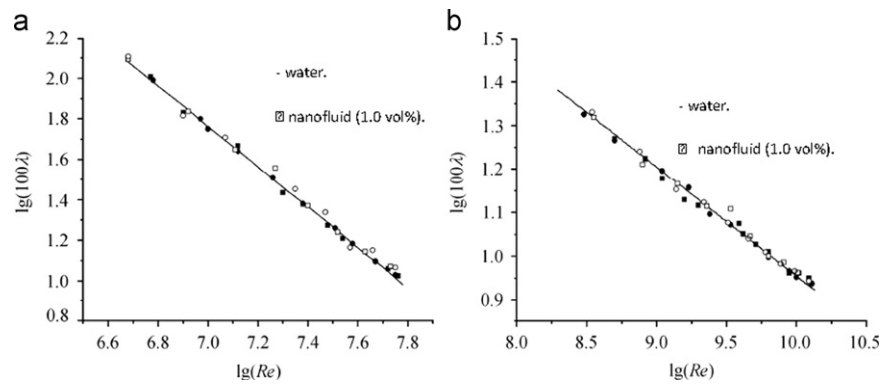 a
2.2
2.0
1.8
1.6
1.4
1.2
1.0
0.8
lg(100λ)
- water.
nanofluid (1.0 vol%).
6.6 6.8 7.0 7.2 7.4 7.6 7.8
lg(Re)
b
1.5
1.4
1.3
1.2
1.1
1.0
0.9
lg(100λ)
- water.
nanofluid (1.0 vol%).
8.0 8.5 9.0 9.5 10.0 10.5
lg(Re)